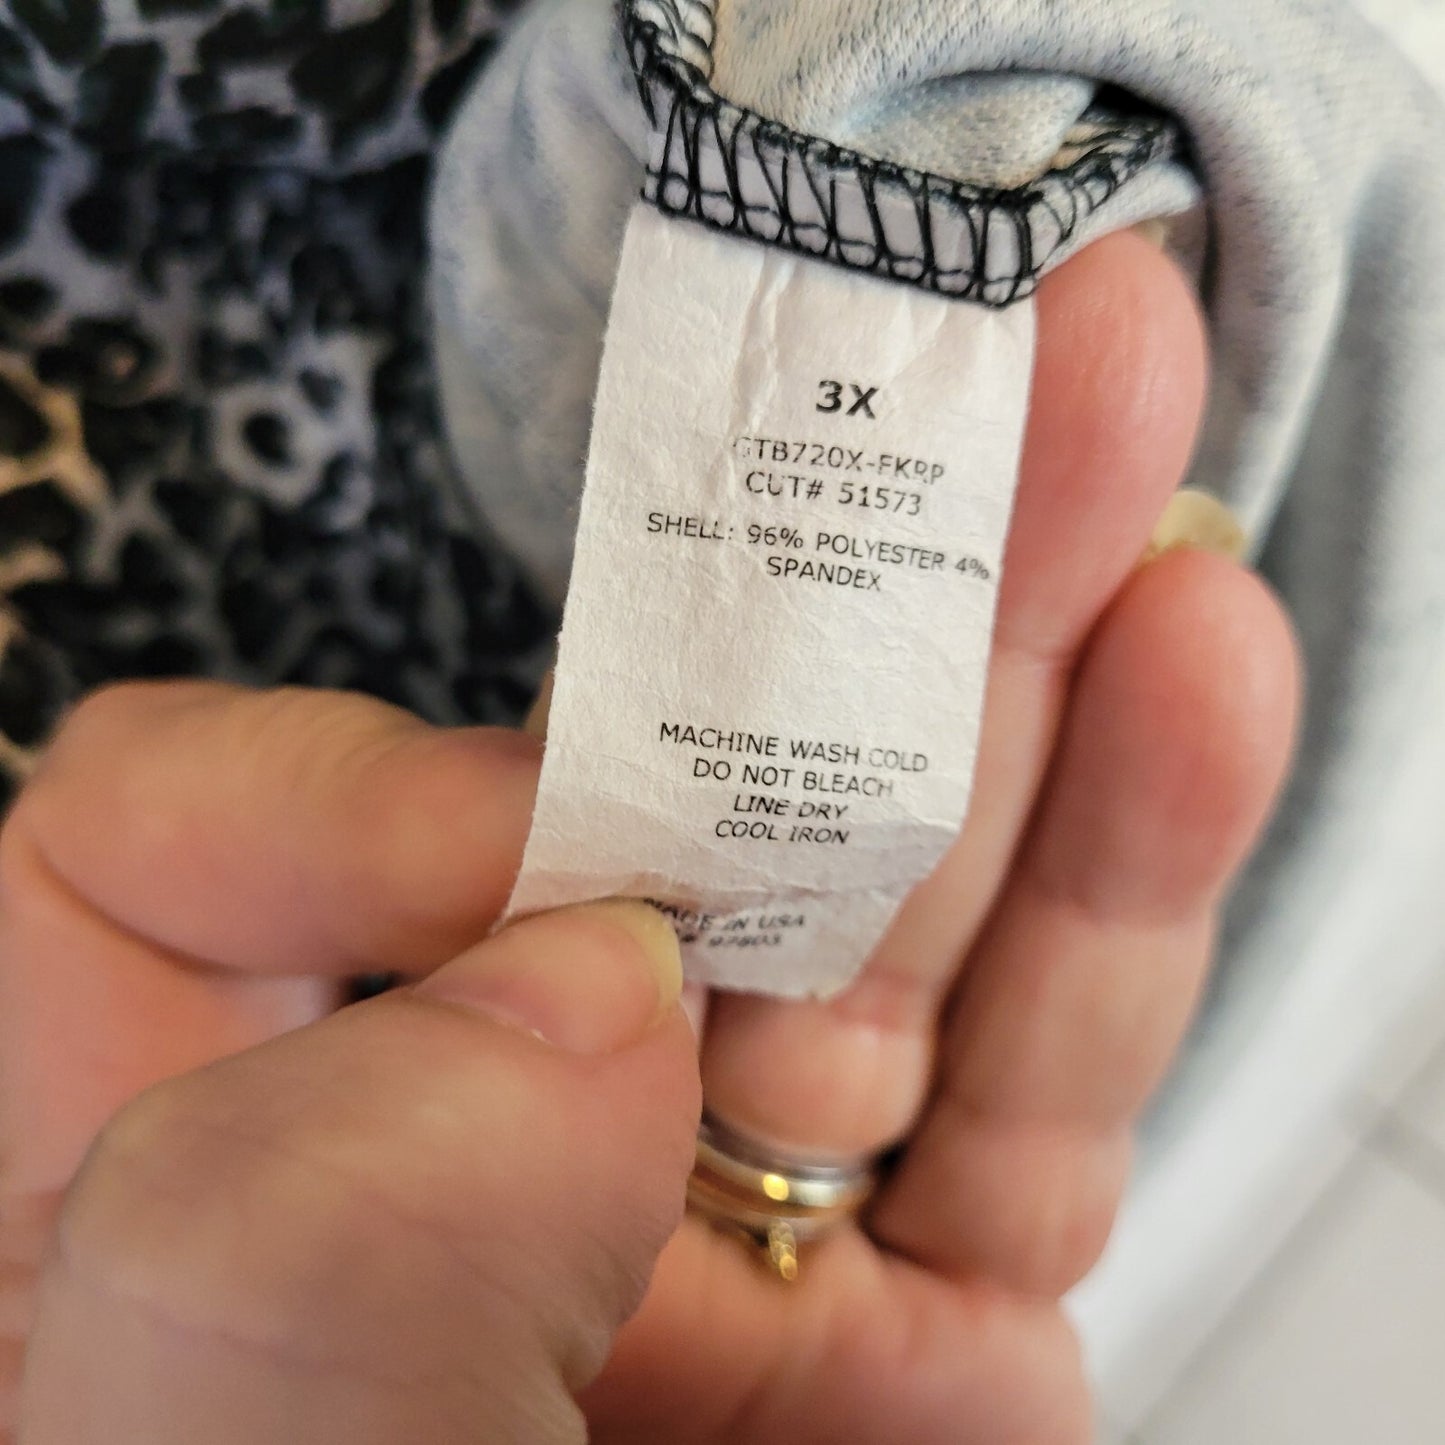 3X
GTB720X-FKRP
CUT# 51573
SHELL: 96% POLYESTER 4%
SPANDEX
MACHINE WASH COLD
DO NOT BLEACH
LINE DRY
COOL IRON
MADE IN USA